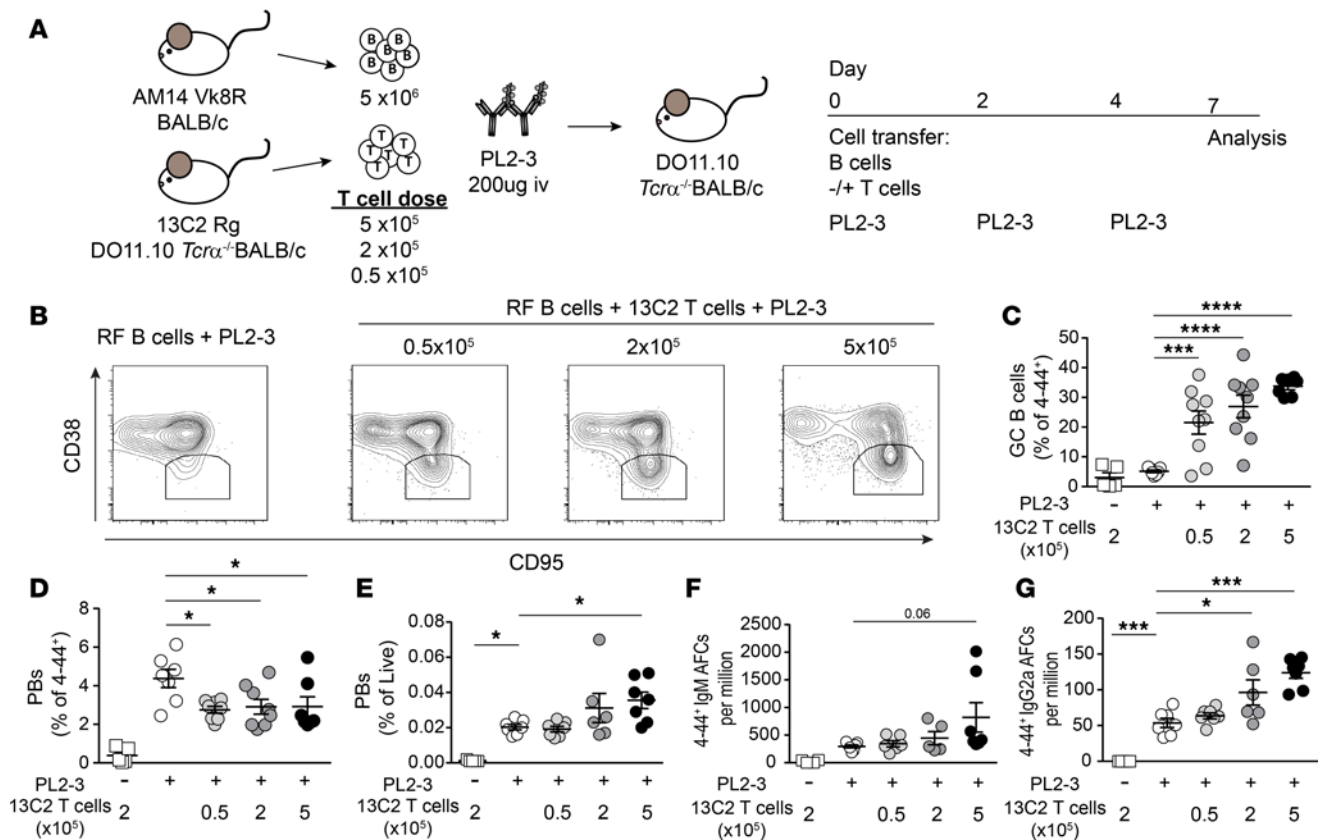 A
AM14 Vk8R
BALB/c
B B B B B B B
5 x10⁶
13C2 Rg
DO11.10 Tcrα⁻/⁻BALB/c
T T T T T T T
T cell dose
5 x10⁵
2 x10⁵
0.5 x10⁵
PL2-3
200ug iv
DO11.10
Tcrα⁻/⁻BALB/c
Day
0 2 4 7
Cell transfer: Analysis
B cells
-/+ T cells
PL2-3 PL2-3 PL2-3
B
RF B cells + PL2-3
RF B cells + 13C2 T cells + PL2-3
0.5x10⁵ 2x10⁵ 5x10⁵
CD38
CD95
C
****
****
***
GC B cells
(% of 4-44⁺)
50
40
30
20
10
0
PL2-3 - + + + +
13C2 T cells 2 0.5 2 5
(x10⁵)
D
*
*
*
PBs
(% of 4-44⁺)
8
6
4
2
0
PL2-3 - + + + +
13C2 T cells 2 0.5 2 5
(x10⁵)
E
*
*
PBs
(% of Live)
0.08
0.06
0.04
0.02
0.00
PL2-3 - + + + +
13C2 T cells 2 0.5 2 5
(x10⁵)
F
0.06
4-44⁺ IgM AFCs
per million
2500
2000
1500
1000
500
0
PL2-3 - + + + +
13C2 T cells 2 0.5 2 5
(x10⁵)
G
***
*
***
4-44⁺ IgG2a AFCs
per million
200
150
100
50
0
PL2-3 - + + + +
13C2 T cells 2 0.5 2 5
(x10⁵)